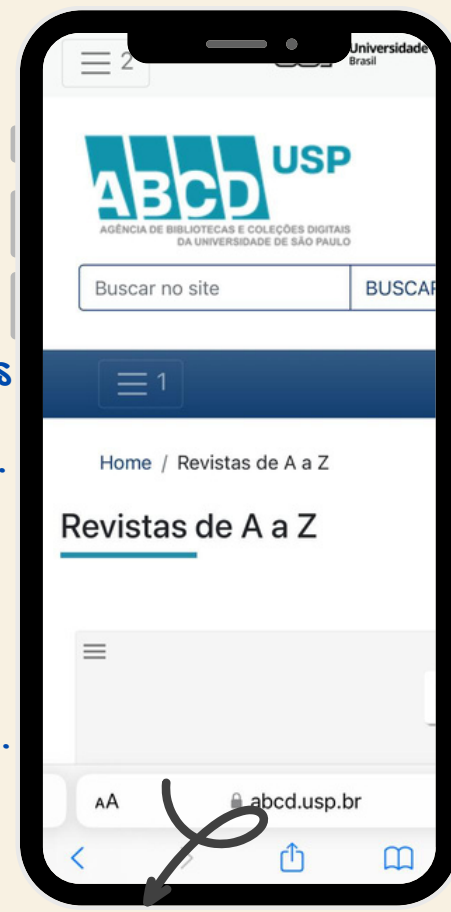 2
Universidade
Brasil
ABCD USP
AGÊNCIA DE BIBLIOTECAS E COLEÇÕES DIGITAIS
DA UNIVERSIDADE DE SÃO PAULO
Buscar no site
BUSCAR
1
Home / Revistas de A a Z
Revistas de A a Z
AA
abcd.usp.br